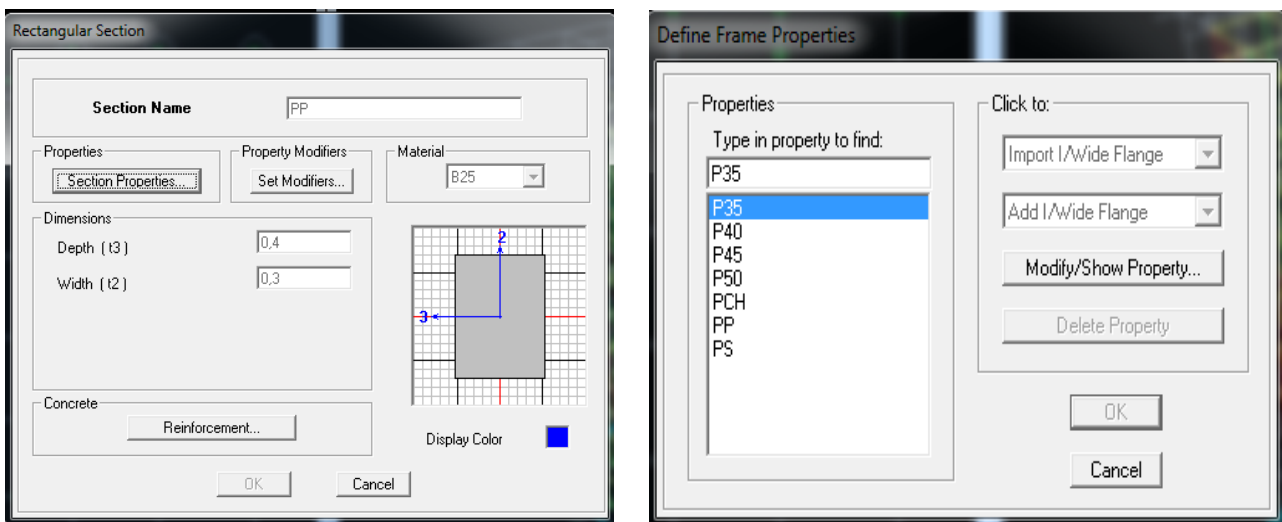 Rectangular Section
Section Name PP
Properties Property Modifiers Material
Section Properties... Set Modifiers... B25
Dimensions
Depth ( t3 ) 0,4
Width ( t2 ) 0,3
2
3
Concrete
Reinforcement...
Display Color
OK Cancel
Define Frame Properties
Properties
Type in property to find:
P35
P35
P40
P45
P50
PCH
PP
PS
Click to:
Import I/Wide Flange
Add I/Wide Flange
Modify/Show Property...
Delete Property
OK
Cancel